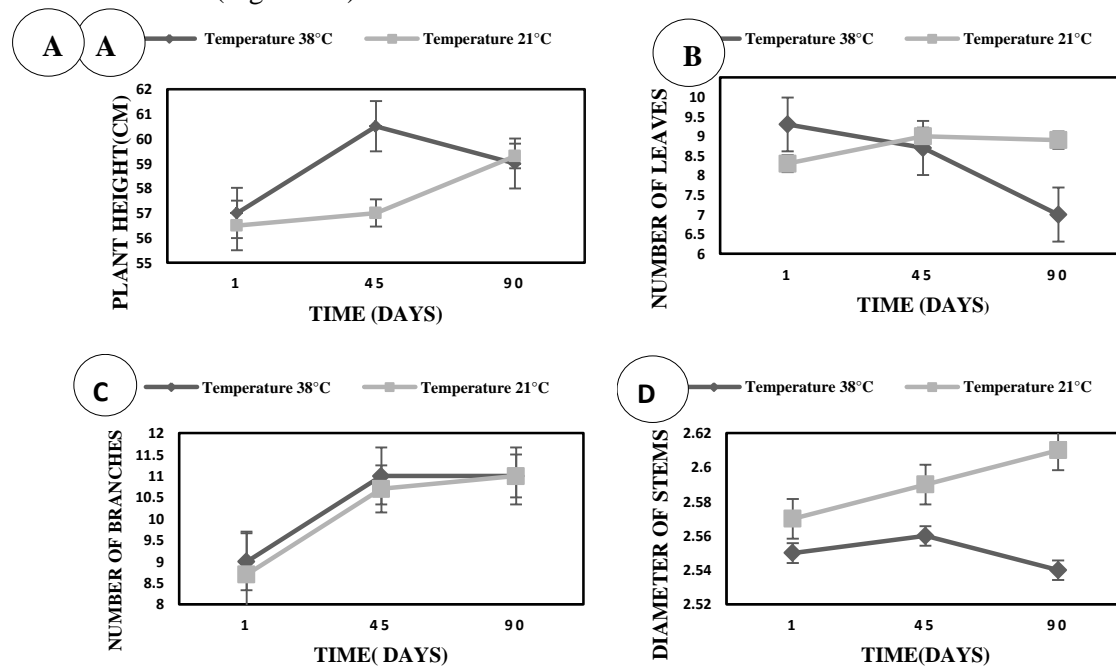 A A
Temperature 38°C Temperature 21°C
PLANT HEIGHT(CM)
62
61
60
59
58
57
56
55
1 45 90
TIME (DAYS)
B
Temperature 38°C Temperature 21°C
NUMBER OF LEAVES
10
9.5
9
8.5
8
7.5
7
6.5
6
1 45 90
TIME (DAYS)
C
Temperature 38°C Temperature 21°C
NUMBER OF BRANCHES
12
11.5
11
10.5
10
9.5
9
8.5
8
1 45 90
TIME( DAYS)
D
Temperature 38°C Temperature 21°C
DIAMETER OF STEMS
2.62
2.6
2.58
2.56
2.54
2.52
1 45 90
TIME(DAYS)